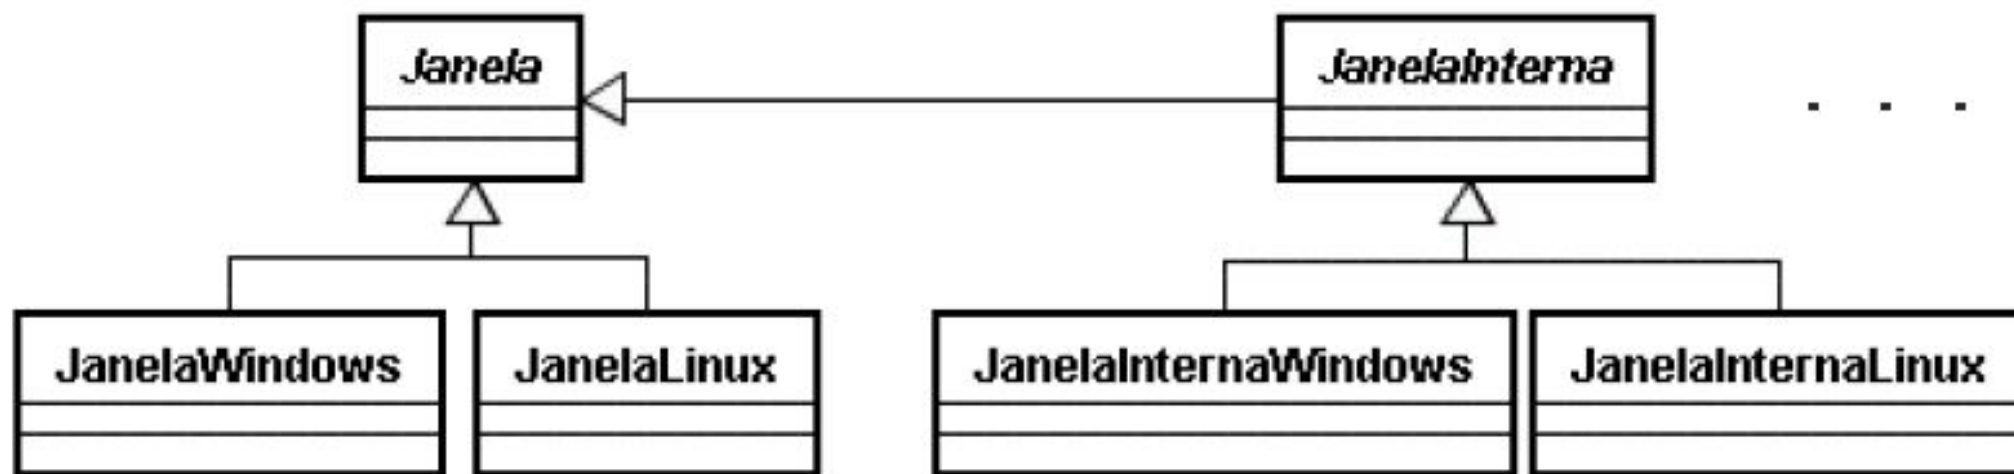 Janela
JanelaInterna
. . .
JanelaWindows
JanelaLinux
JanelaInternaWindows
JanelaInternaLinux